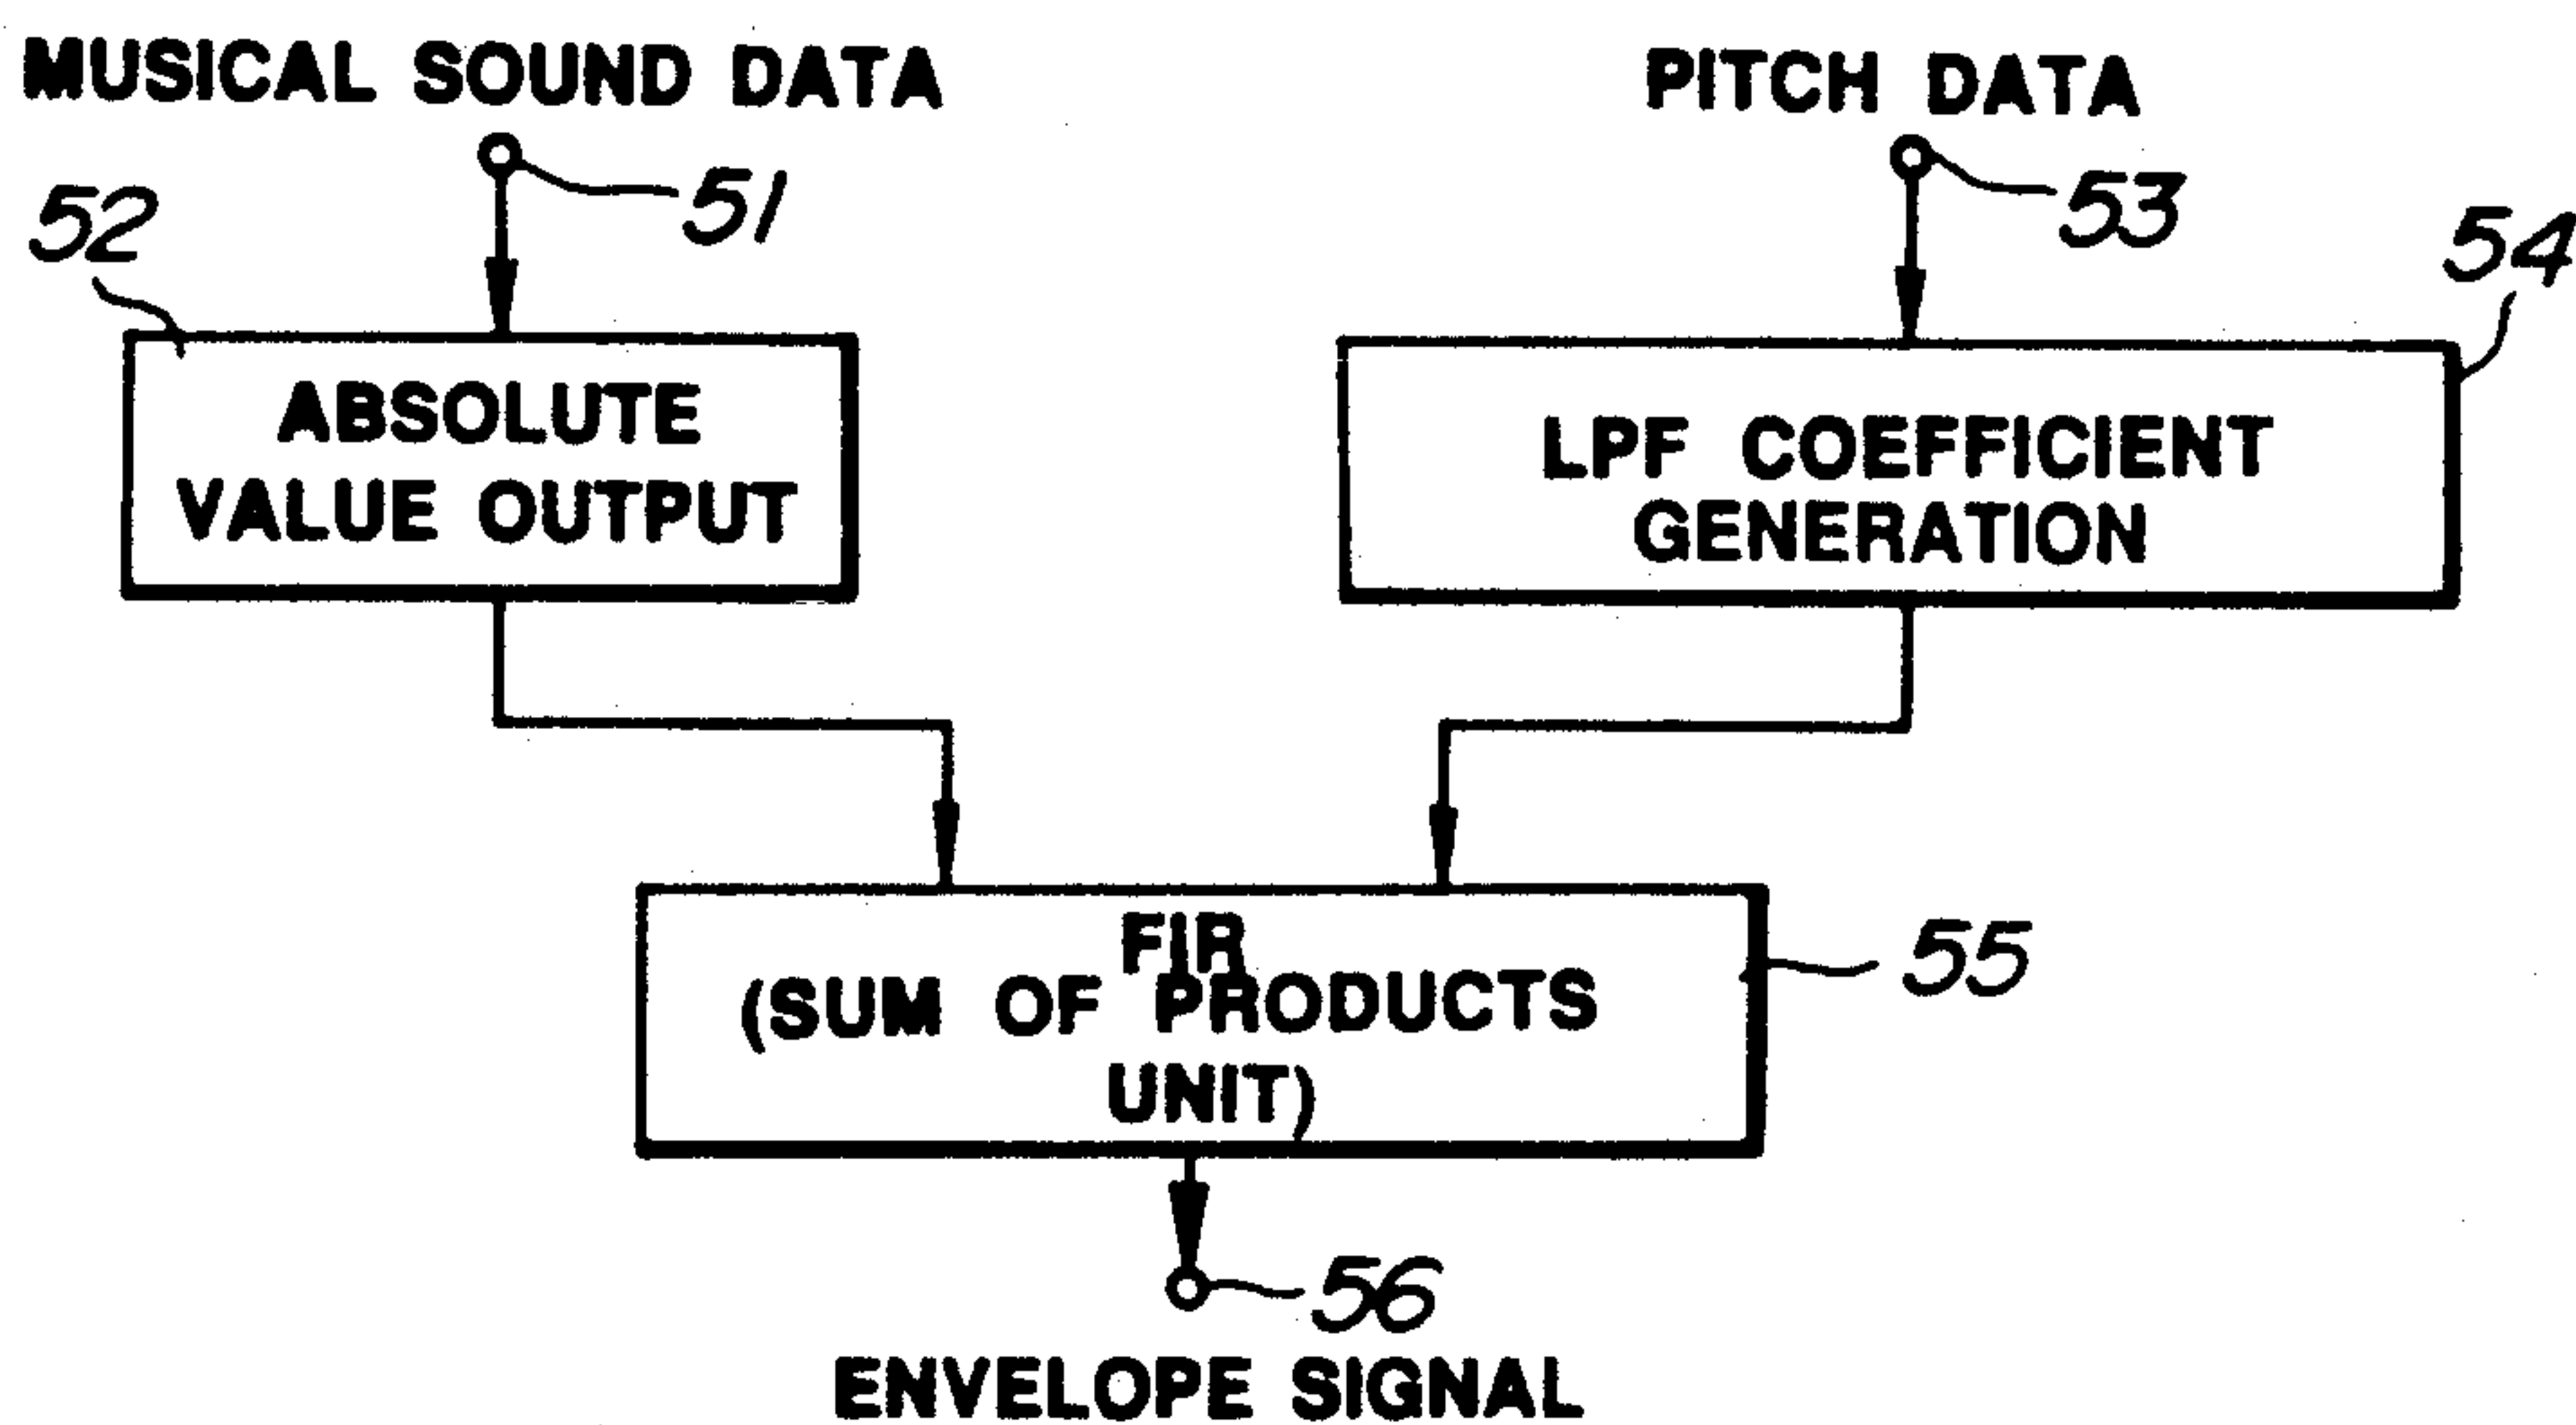 MUSICAL SOUND DATA
PITCH DATA
51
53
52
54
ABSOLUTE
VALUE OUTPUT
LPF COEFFICIENT
GENERATION
FIR
(SUM OF PRODUCTS
UNIT)
55
56
ENVELOPE SIGNAL